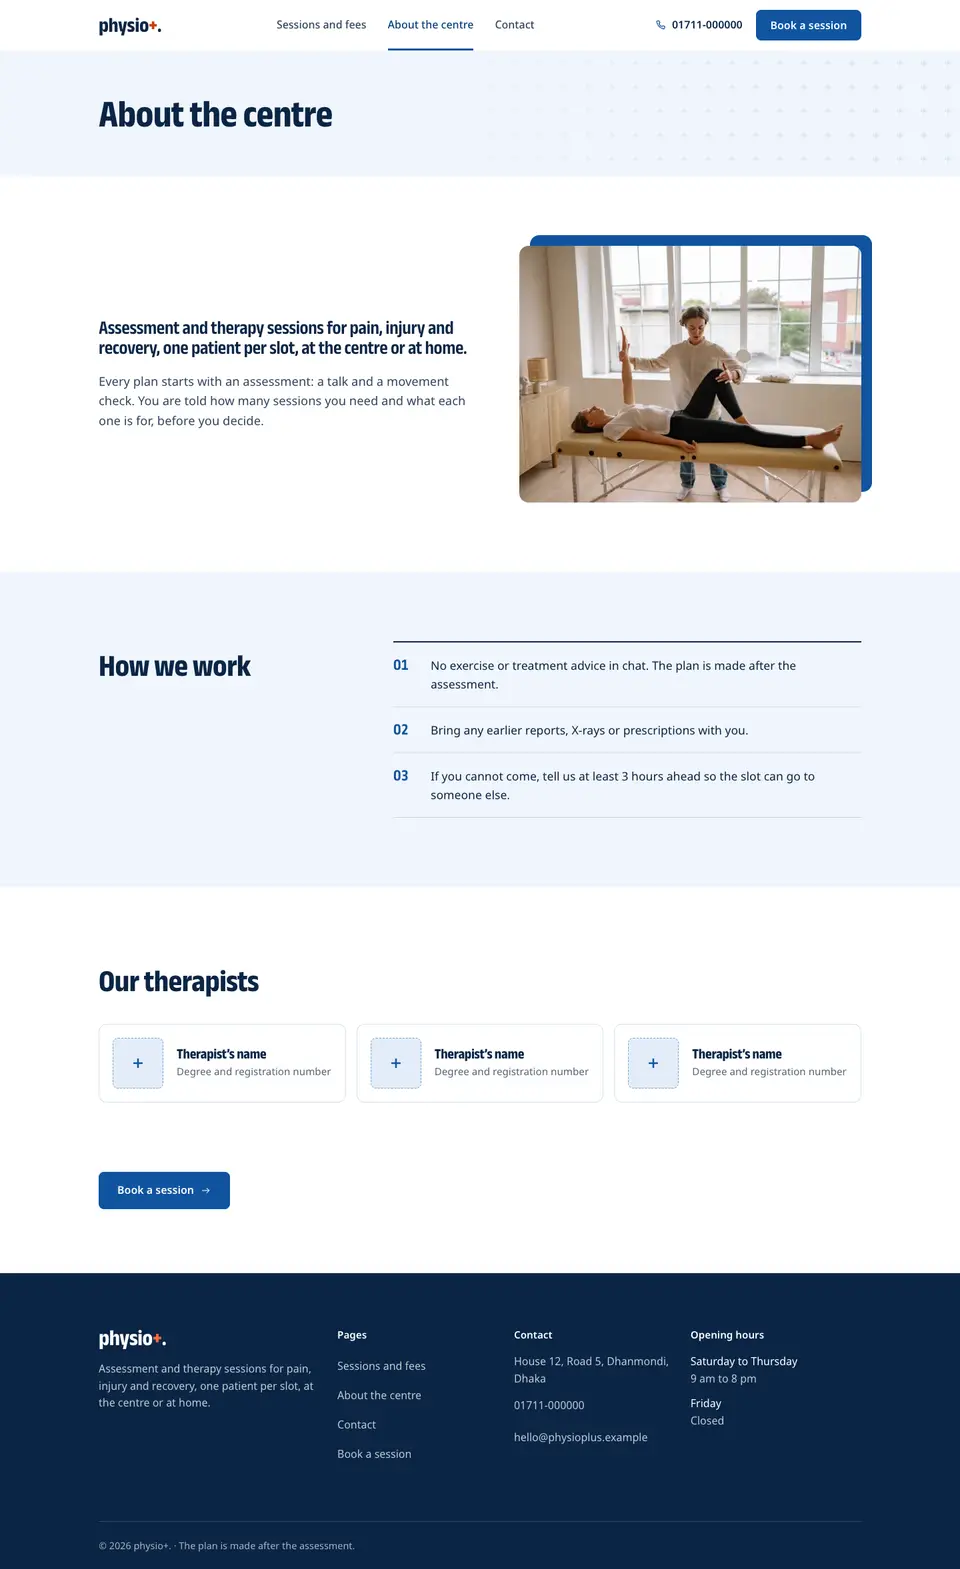 physio+.
Sessions and fees
About the centre
Contact
01711-000000
Book a session
About the centre
Assessment and therapy sessions for pain, injury and
recovery, one patient per slot, at the centre or at home.
Every plan starts with an assessment: a talk and a movement
check. You are told how many sessions you need and what each
one is for, before you decide.
How we work
01 No exercise or treatment advice in chat. The plan is made after the
assessment.
02 Bring any earlier reports, X-rays or prescriptions with you.
03 If you cannot come, tell us at least 3 hours ahead so the slot can go to
someone else.
Our therapists
+
Therapist's name
Degree and registration number
+
Therapist's name
Degree and registration number
+
Therapist's name
Degree and registration number
Book a session →
physio+.
Assessment and therapy sessions for pain,
injury and recovery, one patient per slot, at
the centre or at home.
Pages
Sessions and fees
About the centre
Contact
Book a session
Contact
House 12, Road 5, Dhanmondi,
Dhaka
01711-000000
hello@physioplus.example
Opening hours
Saturday to Thursday
9 am to 8 pm
Friday
Closed
© 2026 physio+. · The plan is made after the assessment.